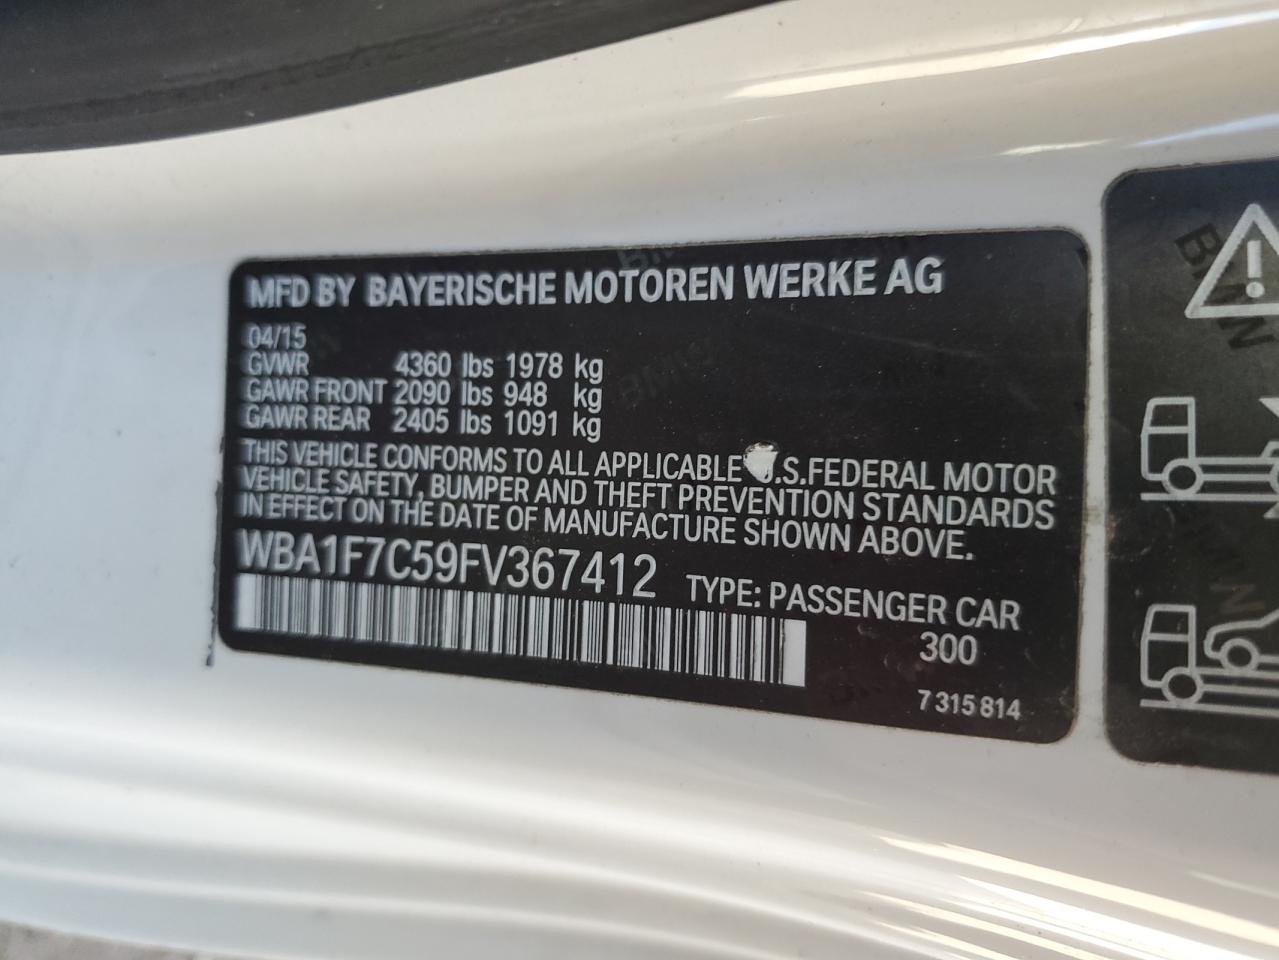 MFD BY BAYERISCHE MOTOREN WERKE AG
04/15
GVWR 4360 lbs 1978 kg
GAWR FRONT 2090 lbs 948 kg
GAWR REAR 2405 lbs 1091 kg
THIS VEHICLE CONFORMS TO ALL APPLICABLE .S.FEDERAL MOTOR
VEHICLE SAFETY, BUMPER AND THEFT PREVENTION STANDARDS
IN EFFECT ON THE DATE OF MANUFACTURE SHOWN ABOVE.
WBA1F7C59FV367412 TYPE: PASSENGER CAR
300
7 315 814
BMW
BMW